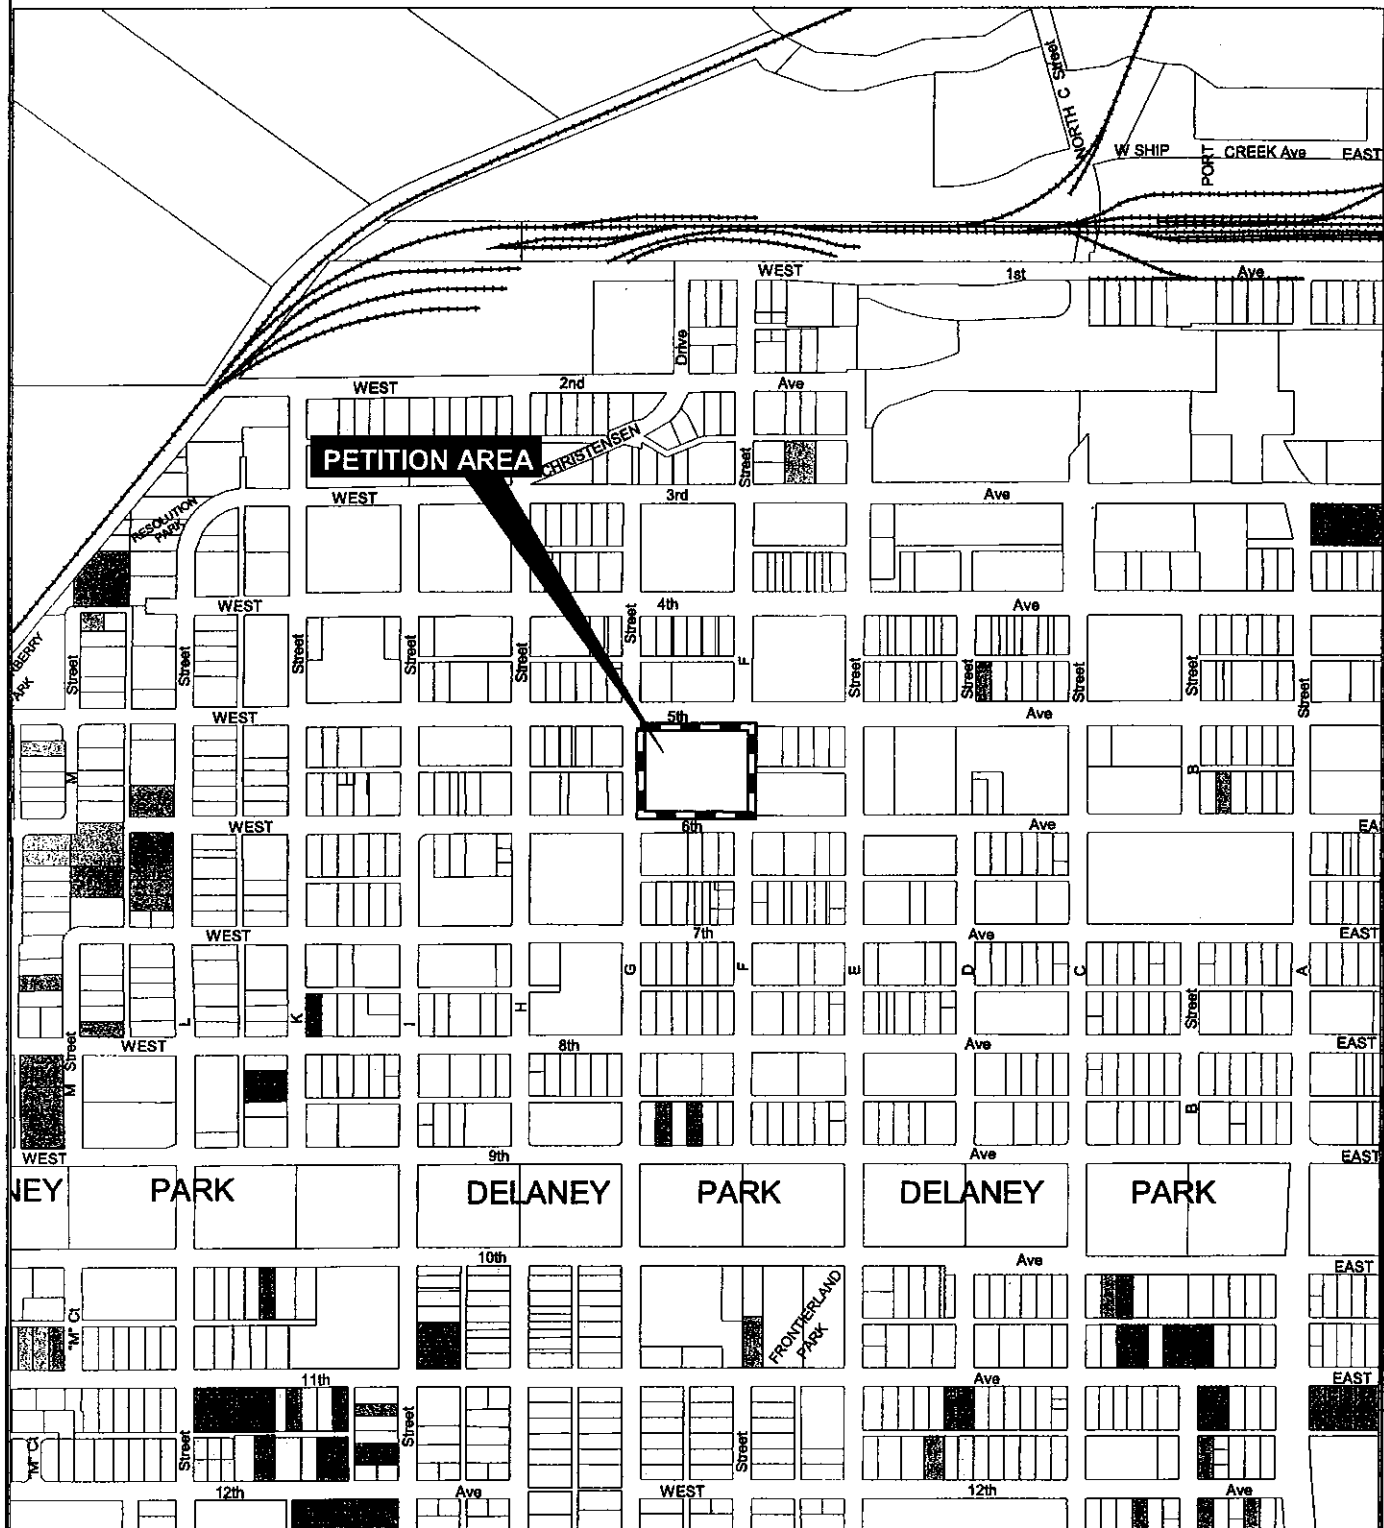 NORTH C Street
W SHIP CREEK Ave EAST
PORT
WEST 1st Ave
Drive
WEST 2nd Ave
CHRISTENSEN
PETITION AREA
Street
WEST 3rd Ave
RESOLUTION
PARK
WEST 4th Ave
Street Street Street Street Street Street F Street Street Street Street Street
PARK
WEST 5th Ave
M B
WEST 6th Ave
WEST 7th Ave EAST
G F E D C A
L K I H Street
M Street
WEST 8th Ave EAST
B
WEST 9th Ave EAST
PARK DELANEY PARK DELANEY PARK
10th Ave EAST
"M" Ct
FRONTIERLAND
PARK
11th Ave EAST
"M" Ct Street Street Street
12th Ave WEST 12th Ave